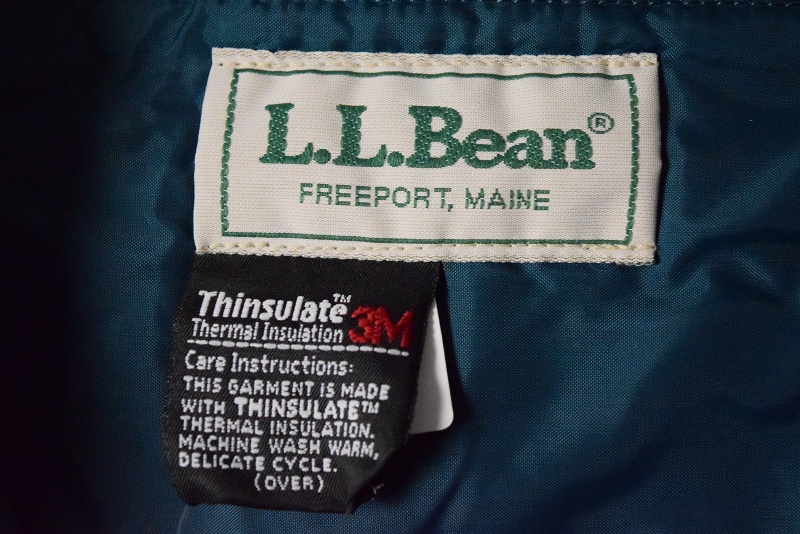 L.L.Bean®
FREEPORT, MAINE
Thinsulate™
Thermal Insulation 3M
Care Instructions:
THIS GARMENT IS MADE
WITH THINSULATE™
THERMAL INSULATION.
MACHINE WASH WARM,
DELICATE CYCLE.
(OVER)